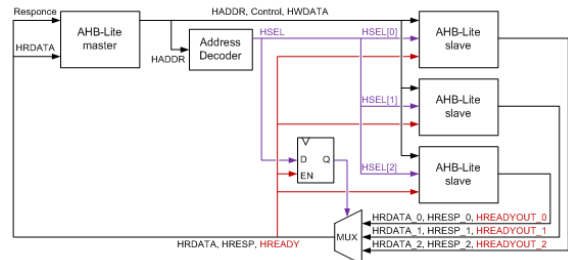 Responce
HRDATA
AHB-Lite
master
HADDR, Control, HWDATA
HADDR
Address
Decoder
HSEL
HSEL[0]
AHB-Lite
slave
HSEL[1]
AHB-Lite
slave
HSEL[2]
AHB-Lite
slave
D
Q
EN
MUX
HRDATA_0, HRESP_0, HREADYOUT_0
HRDATA_1, HRESP_1, HREADYOUT_1
HRDATA_2, HRESP_2, HREADYOUT_2
HRDATA, HRESP, HREADY